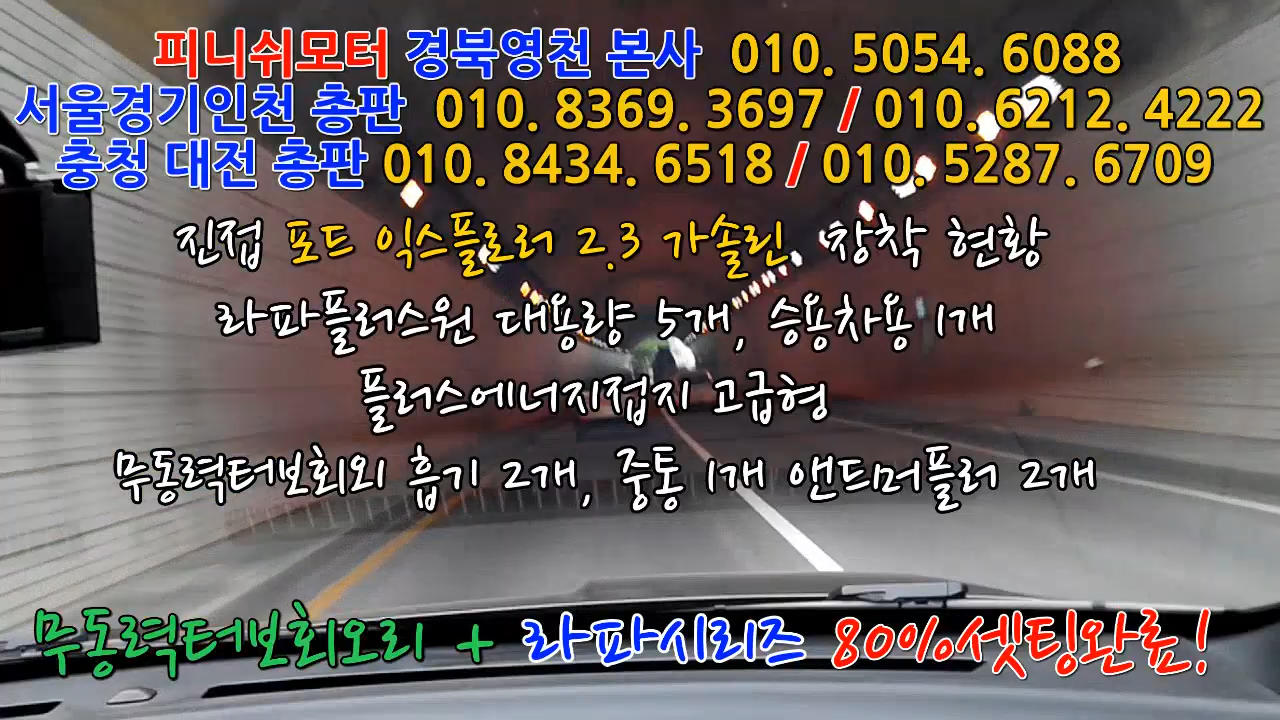 피니쉬모터 경북영천 본사 010. 5054. 6088
서울경기인천 총판 010. 8369. 3697 / 010. 6212. 4222
충청 대전 총판 010. 8434. 6518 / 010. 5287. 6709
진접 포드 익스플로러 2.3 가솔린 장착 현황
라파플러스원 대용량 5개, 승용차용 1개
플러스에너지접지 고급형
무동력터보회외 흡기 2개, 중통 1개 앤드머플러 2개
무동력터보회오리 + 라파시리즈 80%셋팅완료!